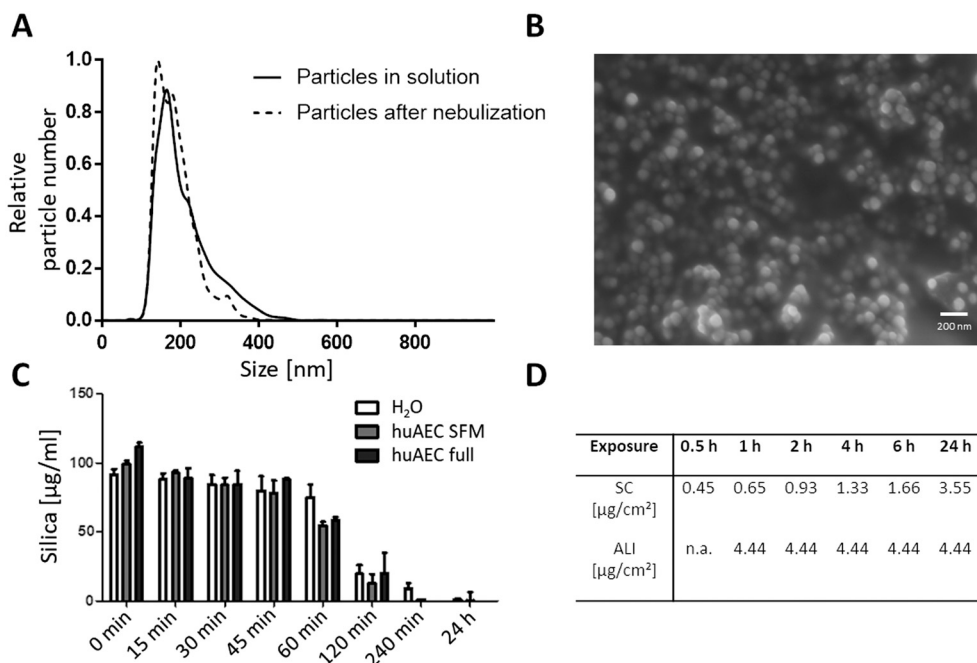 A
Relative
particle number
1.0
0.8
0.6
0.4
0.2
0.0
0
200
400
600
800
Size [nm]
Particles in solution
Particles after nebulization
B
200 nm
C
Silica [µg/ml]
150
100
50
0
H₂O
huAEC SFM
huAEC full
0 min
15 min
30 min
45 min
60 min
120 min
240 min
24 h
D
Exposure 0.5 h 1 h 2 h 4 h 6 h 24 h
SC 0.45 0.65 0.93 1.33 1.66 3.55
[µg/cm²]
ALI n.a. 4.44 4.44 4.44 4.44 4.44
[µg/cm²]